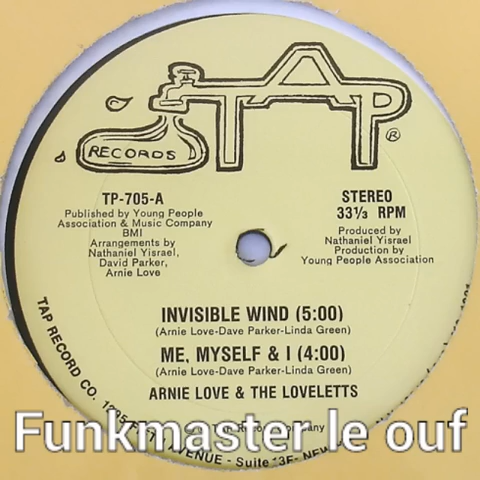 TAP®
RECORDS
TP-705-A
Published by Young People
Association & Music Company
BMI
Arrangements by
Nathaniel Yisrael,
David Parker,
Arnie Love
STEREO
33⅓ RPM
Produced by
Nathaniel Yisrael
Production by
Young People Association
INVISIBLE WIND (5:00)
(Arnie Love-Dave Parker-Linda Green)
ME, MYSELF & I (4:00)
(Arnie Love-Dave Parker-Linda Green)
ARNIE LOVE & THE LOVELETTS
Company
TAP RECORD CO. AVENUE - Suite
Funkmaster le ouf